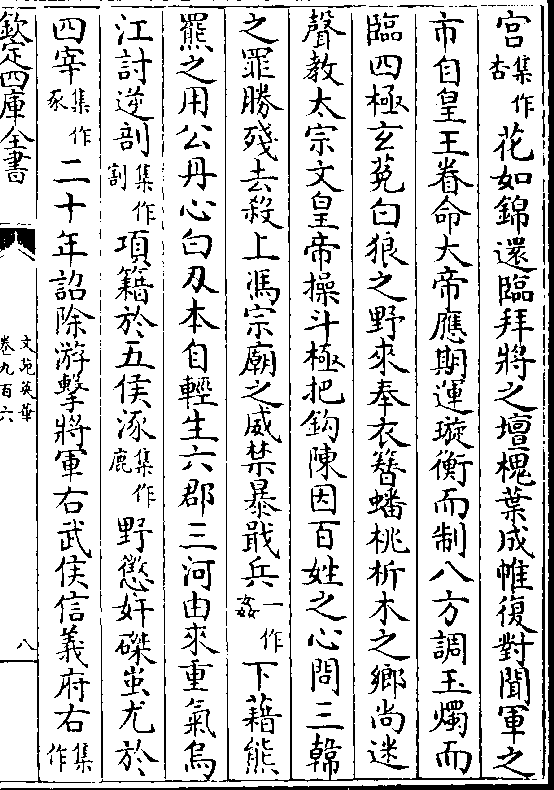 宫集作杏花如錦還臨拜將之壇槐葉成帷復對聞軍之
市自皇王眷命大帝應期運璇衡而制八方調玉燭而
臨四極玄菟白狼之野來奉衣簪蟠桃析木之鄉尚迷
聲教太宗文皇帝操斗極把鈎陳因百姓之心問三韓
之罪勝殘去殺上馮宗廟之威禁暴戢兵一作姦下藉熊
羆之用公丹心白刃本自輕生六郡三河由來重氣烏
江討逆剖集作割項籍於五侯涿集作鹿野懲奸磔蚩尤於
四宰集作冢二十年詔除游擊將軍右武侯信義府右集作
欽定四庫全書
文苑英華
卷九百六
八